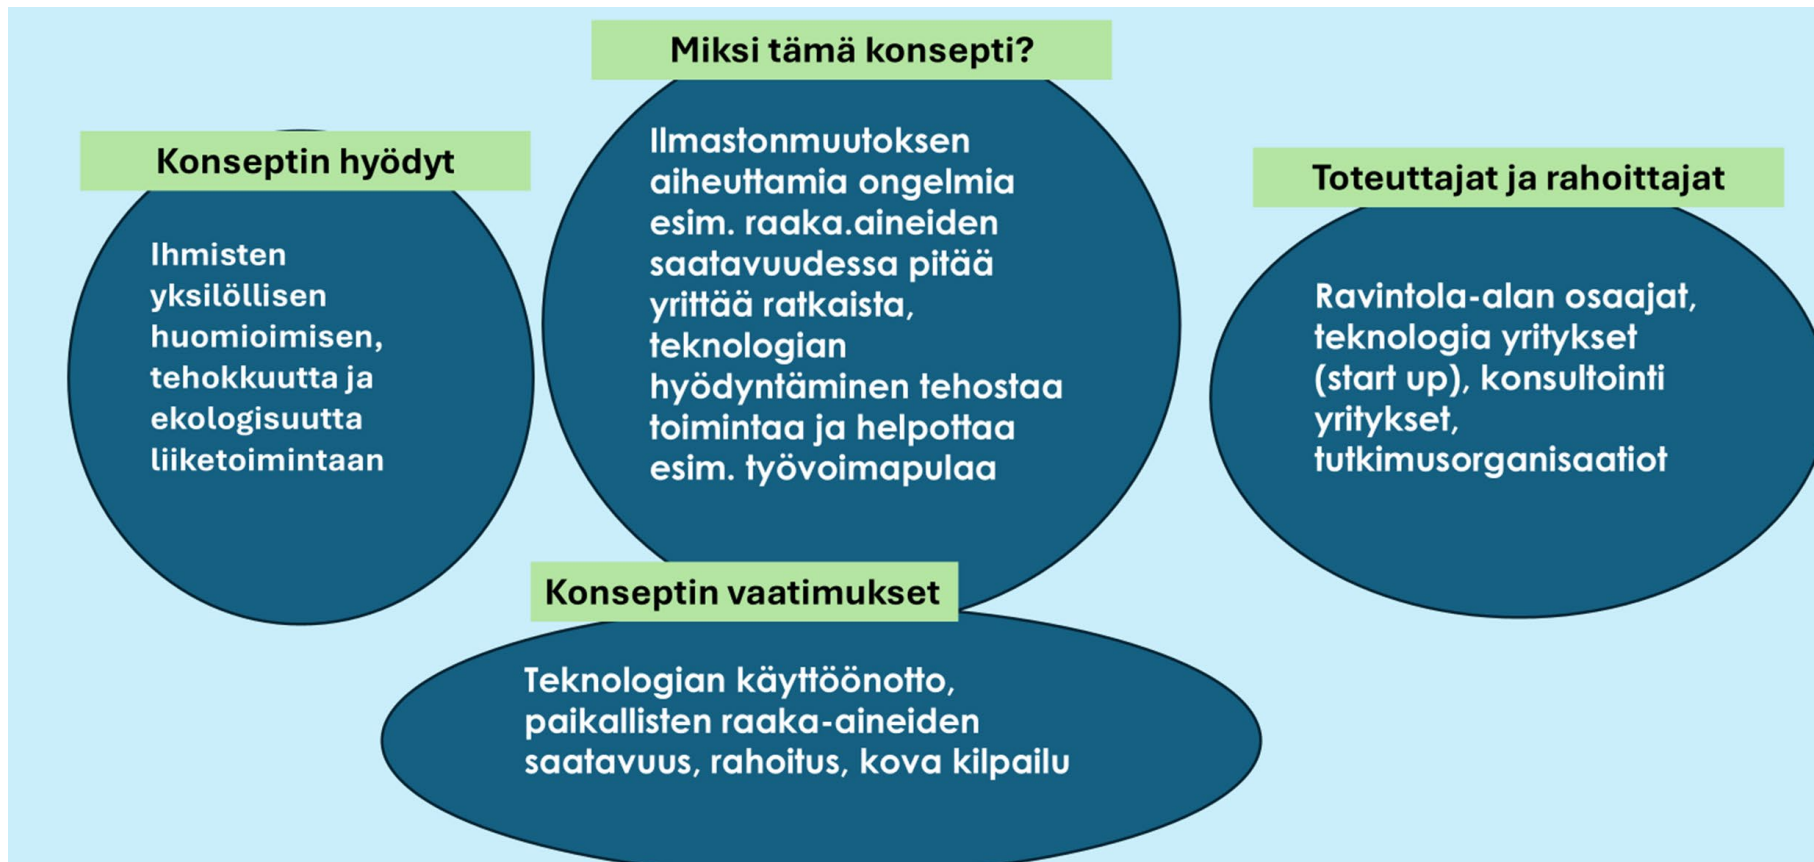 Konseptin hyödyt
Ihmisten
yksilöllisen
huomioimisen,
tehokkuutta ja
ekologisuutta
liiketoimintaan
Miksi tämä konsepti?
Ilmastonmuutoksen
aiheuttamia ongelmia
esim. raaka.aineiden
saatavuudessa pitää
yrittää ratkaista,
teknologian
hyödyntäminen tehostaa
toimintaa ja helpottaa
esim. työvoimapulaa
Toteuttajat ja rahoittajat
Ravintola-alan osaajat,
teknologia yritykset
(start up), konsultointi
yritykset,
tutkimusorganisaatiot
Konseptin vaatimukset
Teknologian käyttöönotto,
paikallisten raaka-aineiden
saatavuus, rahoitus, kova kilpailu